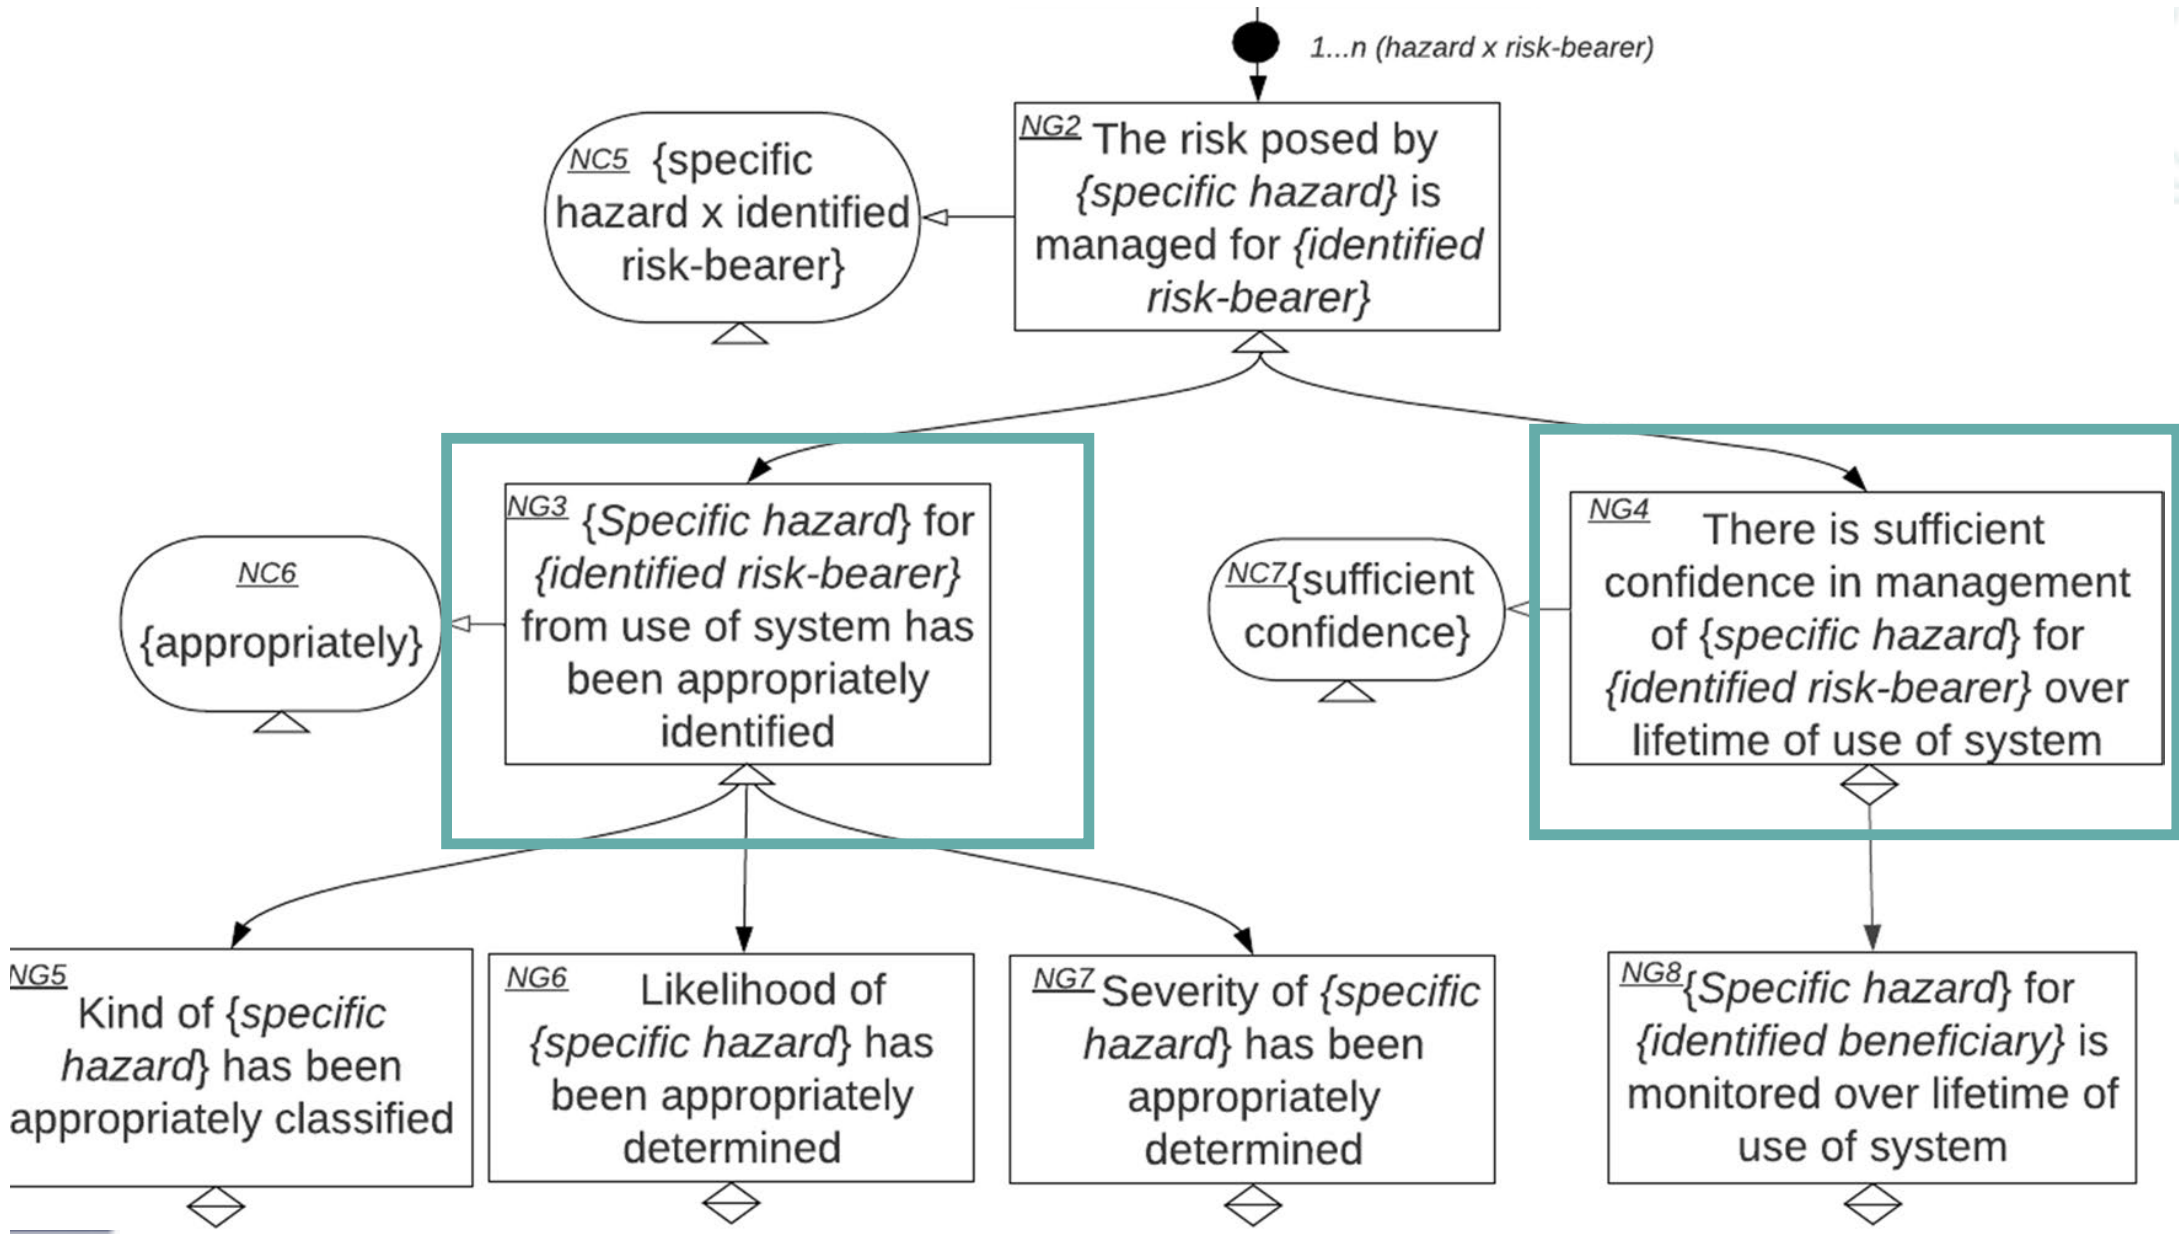 1...n (hazard x risk-bearer)
NG2 The risk posed by
{specific hazard} is
managed for {identified
risk-bearer}
NC5 {specific
hazard x identified
risk-bearer}
NG3 {Specific hazard} for
{identified risk-bearer}
from use of system has
been appropriately
identified
NC6
{appropriately}
NG4 There is sufficient
confidence in management
of {specific hazard} for
{identified risk-bearer} over
lifetime of use of system
NC7 {sufficient
confidence}
NG5
Kind of {specific
hazard} has been
appropriately classified
NG6 Likelihood of
{specific hazard} has
been appropriately
determined
NG7 Severity of {specific
hazard} has been
appropriately
determined
NG8 {Specific hazard} for
{identified beneficiary} is
monitored over lifetime of
use of system